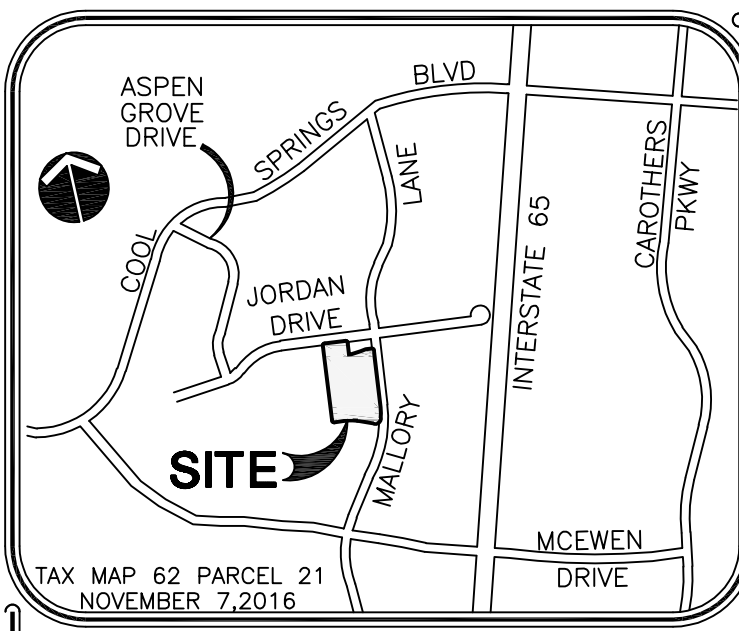 ASPEN
GROVE
DRIVE
SPRINGS
BLVD
COOL
LANE
CAROTHERS
PKWY
INTERSTATE 65
JORDAN
DRIVE
MALLORY
SITE
MCEWEN
DRIVE
TAX MAP 62 PARCEL 21
NOVEMBER 7,2016